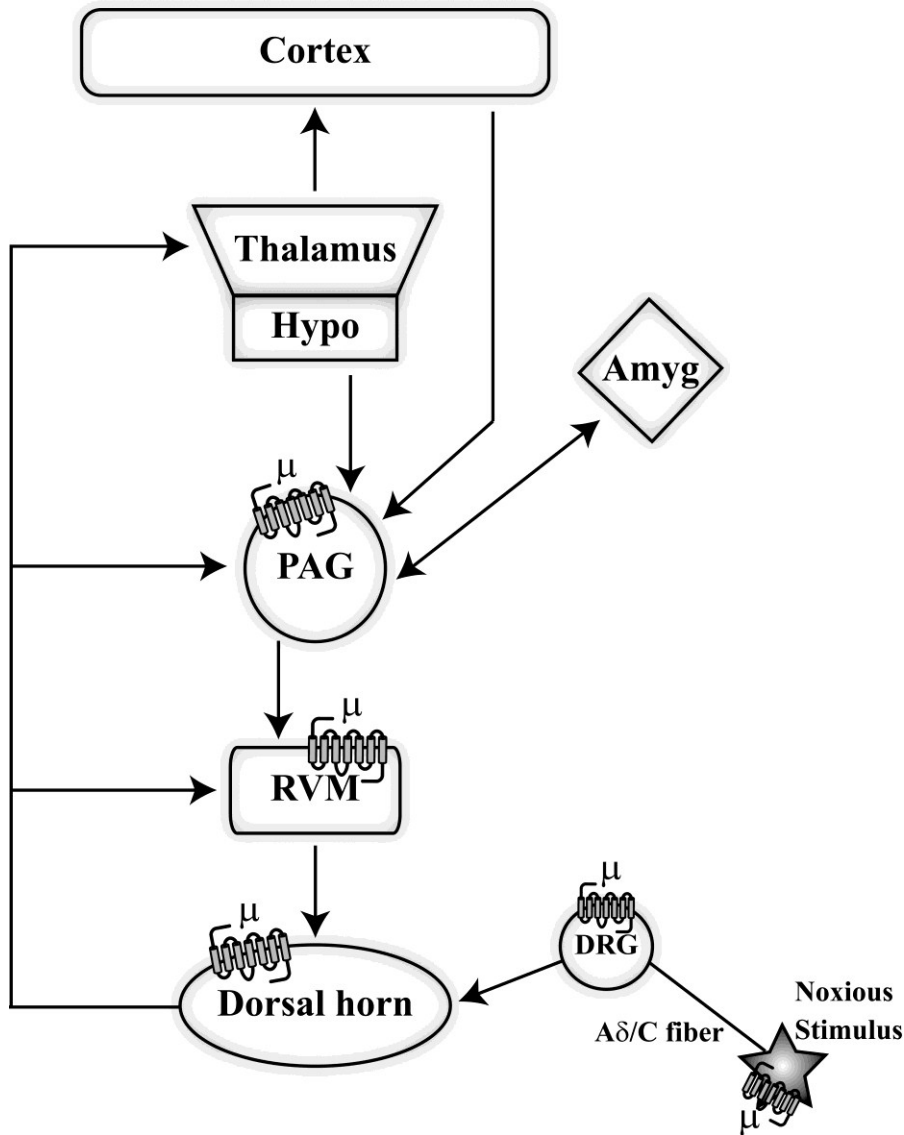 Cortex
Thalamus
Hypo
Amyg
μ
PAG
μ
RVM
μ
Dorsal horn
μ
DRG
Aδ/C fiber
Noxious
Stimulus
μ